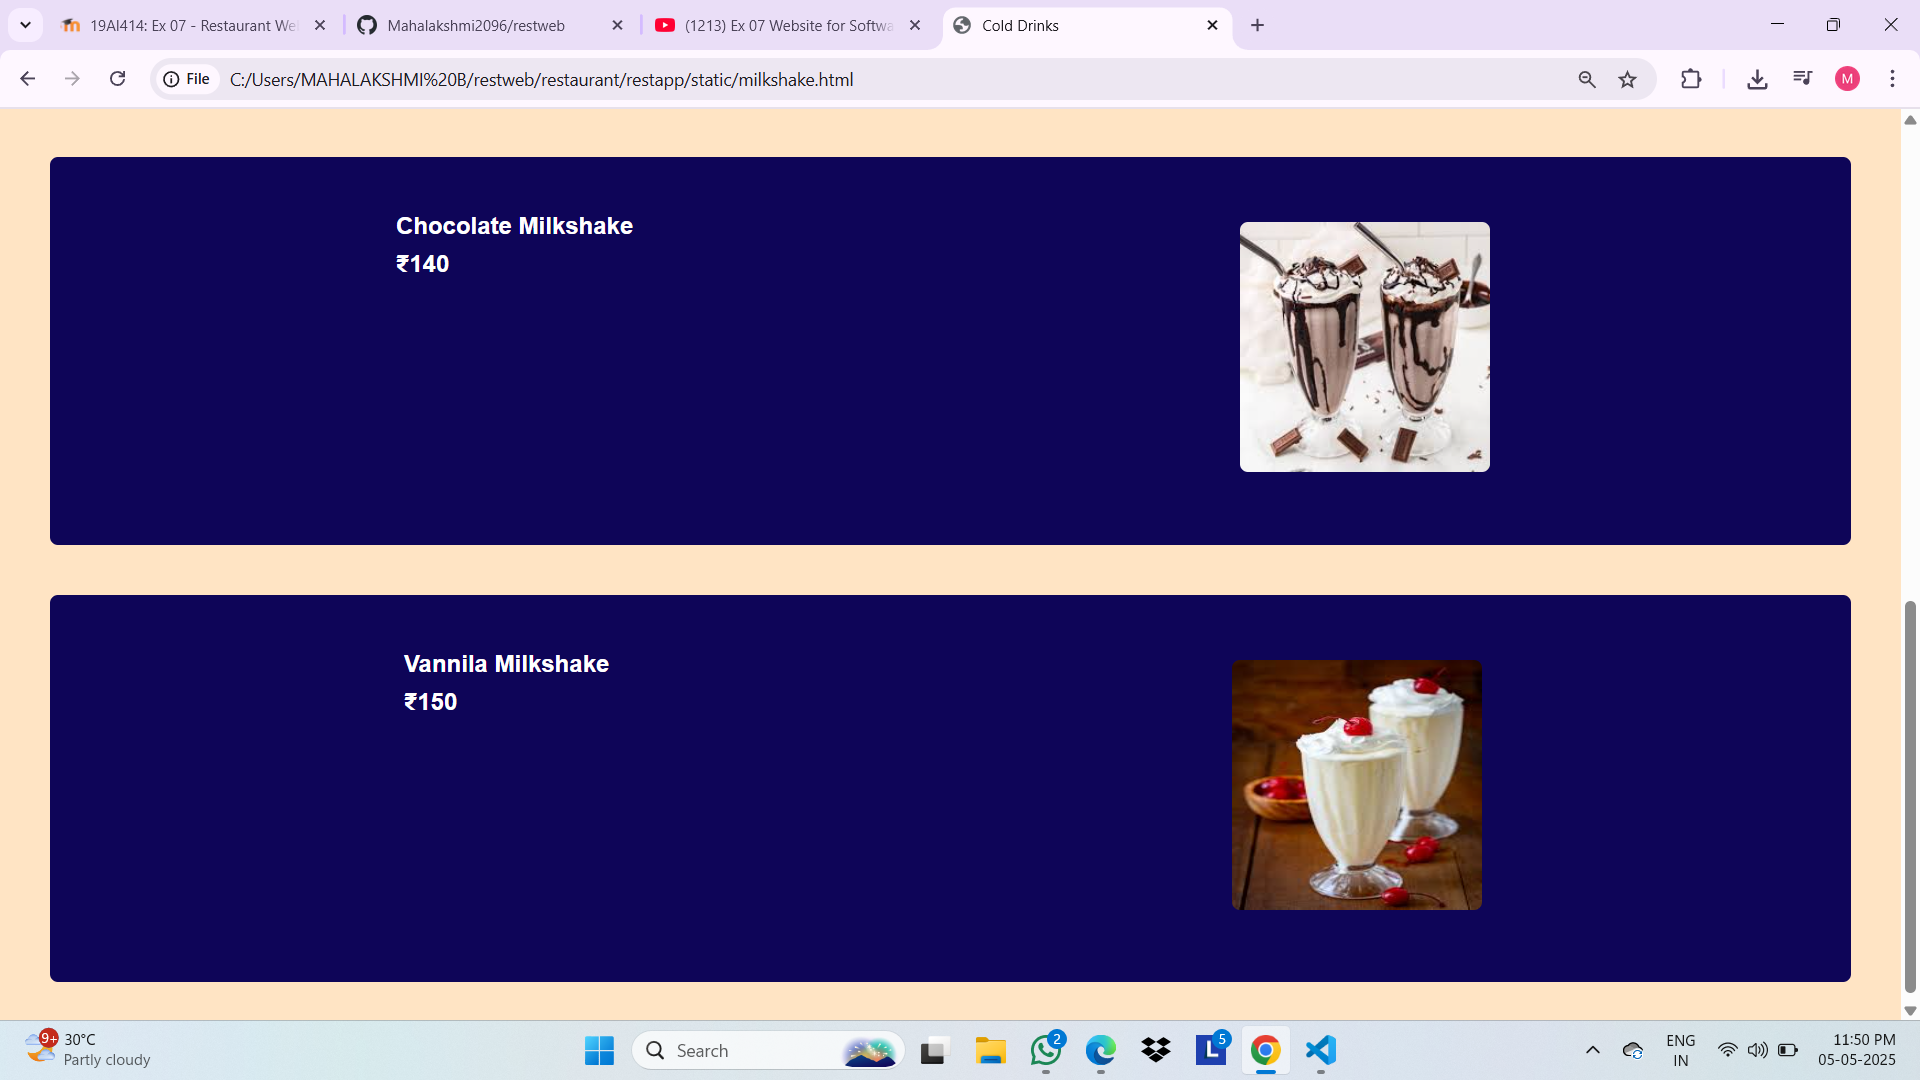 19AI414: Ex 07 - Restaurant We
Mahalakshmi2096/restweb
(1213) Ex 07 Website for Softwa
Cold Drinks
File
C:/Users/MAHALAKSHMI%20B/restweb/restaurant/restapp/static/milkshake.html
M
Chocolate Milkshake
₹140
Vannila Milkshake
₹150
9+
30°C
Partly cloudy
Search
2
L
5
ENG
IN
11:50 PM
05-05-2025